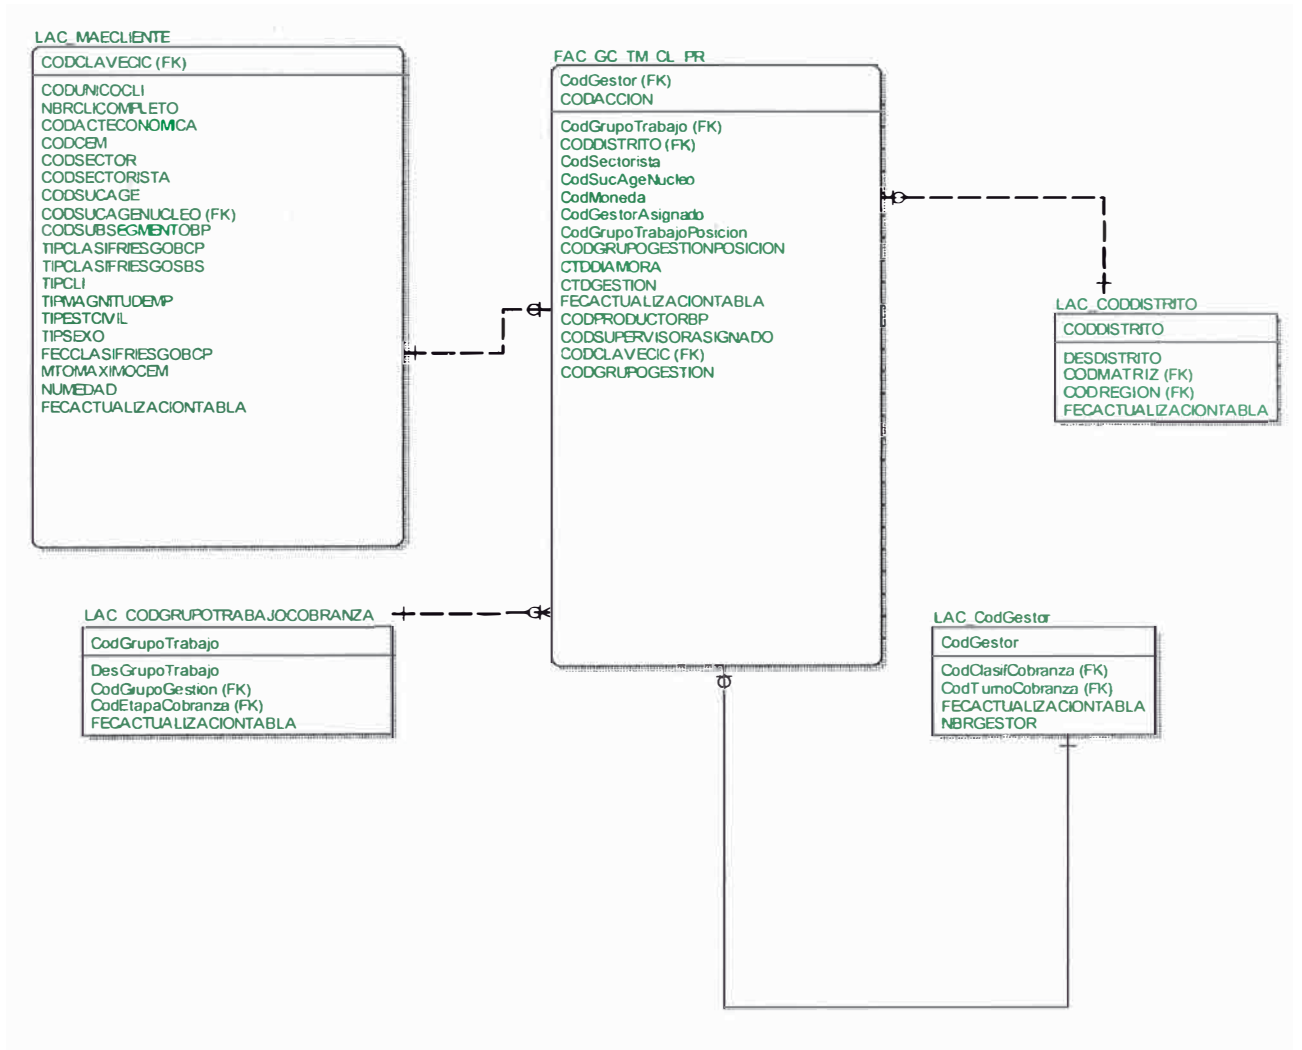 LAC_MAECLIENTE
CODCLAVECIC (FK)
CODUNICOCLI
NBRCLICOMPLETO
CODACTECONOMICA
CODCEM
CODSECTOR
CODSECTORISTA
CODSUCAGE
CODSUCAGENUCLEO (FK)
CODSUBSEGMENTOBP
TIPCLASIFRIESGOBCP
TIPCLASIFRIESGOSBS
TIPCLI
TIPMAGNITUDEMP
TIPESTCIVIL
TIPSEXO
FECCLASIFRIESGOBCP
MTOMAXIMOCEM
NUMEDAD
FECACTUALIZACIONTABLA
FAC_GC_TM_CL_PR
CodGestor (FK)
CODACCION
CodGrupoTrabajo (FK)
CODDISTRITO (FK)
CodSectorista
CodSucAgeNucleo
CodMoneda
CodGestorAsignado
CodGrupoTrabajoPosicion
CODGRUPOGESTIONPOSICION
CTDDIAMORA
CTDGESTION
FECACTUALIZACIONTABLA
CODPRODUCTORBP
CODSUPERVISORASIGNADO
CODCLAVECIC (FK)
CODGRUPOGESTION
LAC_CODDISTRITO
CODDISTRITO
DESDISTRITO
CODMATRIZ (FK)
CODREGION (FK)
FECACTUALIZACIONTABLA
LAC_CODGRUPOTRABAJOCOBRANZA
CodGrupoTrabajo
DesGrupoTrabajo
CodGrupoGestion (FK)
CodEtapaCobranza (FK)
FECACTUALIZACIONTABLA
LAC_CodGestor
CodGestor
CodClasifCobranza (FK)
CodTurnoCobranza (FK)
FECACTUALIZACIONTABLA
NBRGESTOR